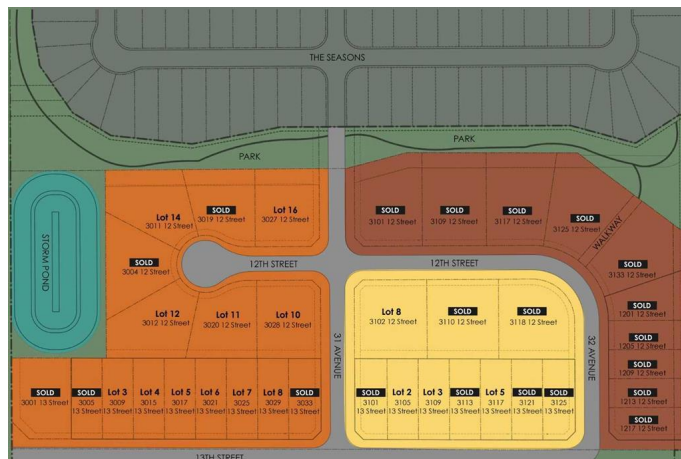 THE SEASONS
PARK
PARK
SOLD
Lot 14
3011 12 Street
3019 12 Street
Lot 16
3027 12 Street
SOLD
3101 12 Street
SOLD
3109 12 Street
SOLD
3117 12 Street
SOLD
3125 12 Street
WALKWAY
STORM POND
SOLD
3004 12 Street
12TH STREET
12TH STREET
SOLD
3133 12 Street
Lot 12
3012 12 Street
Lot 11
3020 12 Street
Lot 10
3028 12 Street
Lot 8
3102 12 Street
SOLD
3110 12 Street
SOLD
3118 12 Street
SOLD
1201 12 Street
SOLD
1205 12 Street
SOLD
1209 12 Street
SOLD
1213 12 Street
SOLD
1217 12 Street
31 AVENUE
32 AVENUE
SOLD
3001 13 Street
SOLD
3005
13 Street
Lot 3
3009
13 Street
Lot 4
3015
13 Street
Lot 5
3017
13 Street
Lot 6
3021
13 Street
Lot 7
3025
13 Street
Lot 8
3029
13 Street
SOLD
3033
13 Street
SOLD
3101
13 Street
Lot 2
3105
13 Street
Lot 3
3109
13 Street
SOLD
3113
13 Street
Lot 5
3117
13 Street
SOLD
3121
13 Street
SOLD
3125
13 Street
13TH STREET